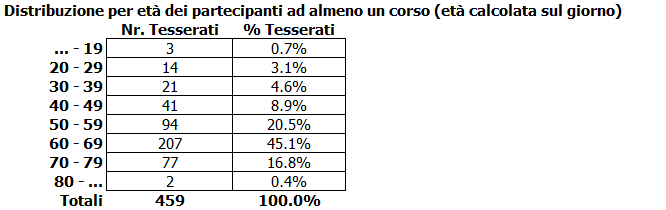 Distribuzione per età dei partecipanti ad almeno un corso (età calcolata sul giorno)
Nr. Tesserati % Tesserati
... - 19 3 0.7%
20 - 29 14 3.1%
30 - 39 21 4.6%
40 - 49 41 8.9%
50 - 59 94 20.5%
60 - 69 207 45.1%
70 - 79 77 16.8%
80 - ... 2 0.4%
Totali 459 100.0%